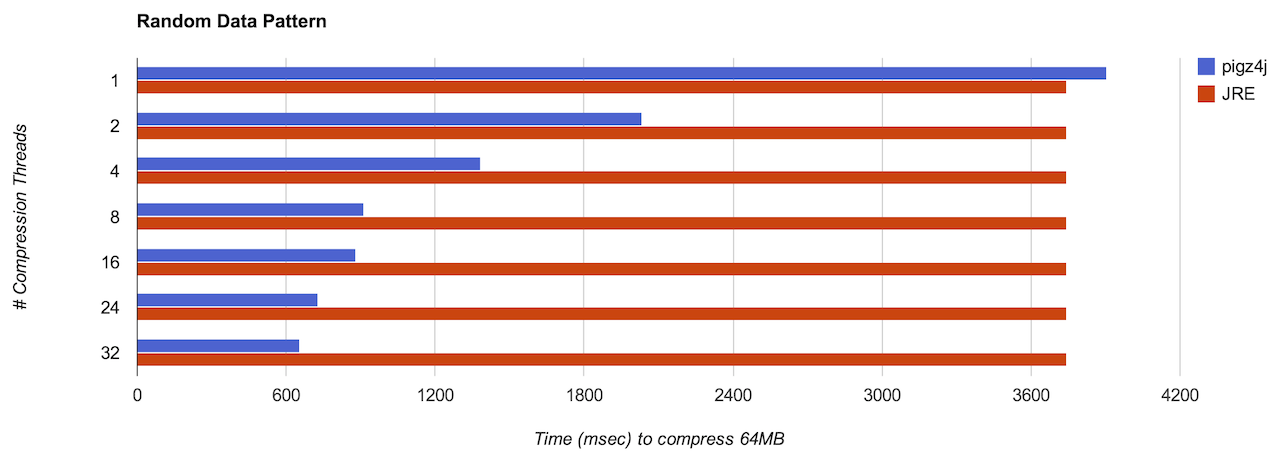 Random Data Pattern
pigz4j
JRE
# Compression Threads
1
2
4
8
16
24
32
0 600 1200 1800 2400 3000 3600 4200
Time (msec) to compress 64MB